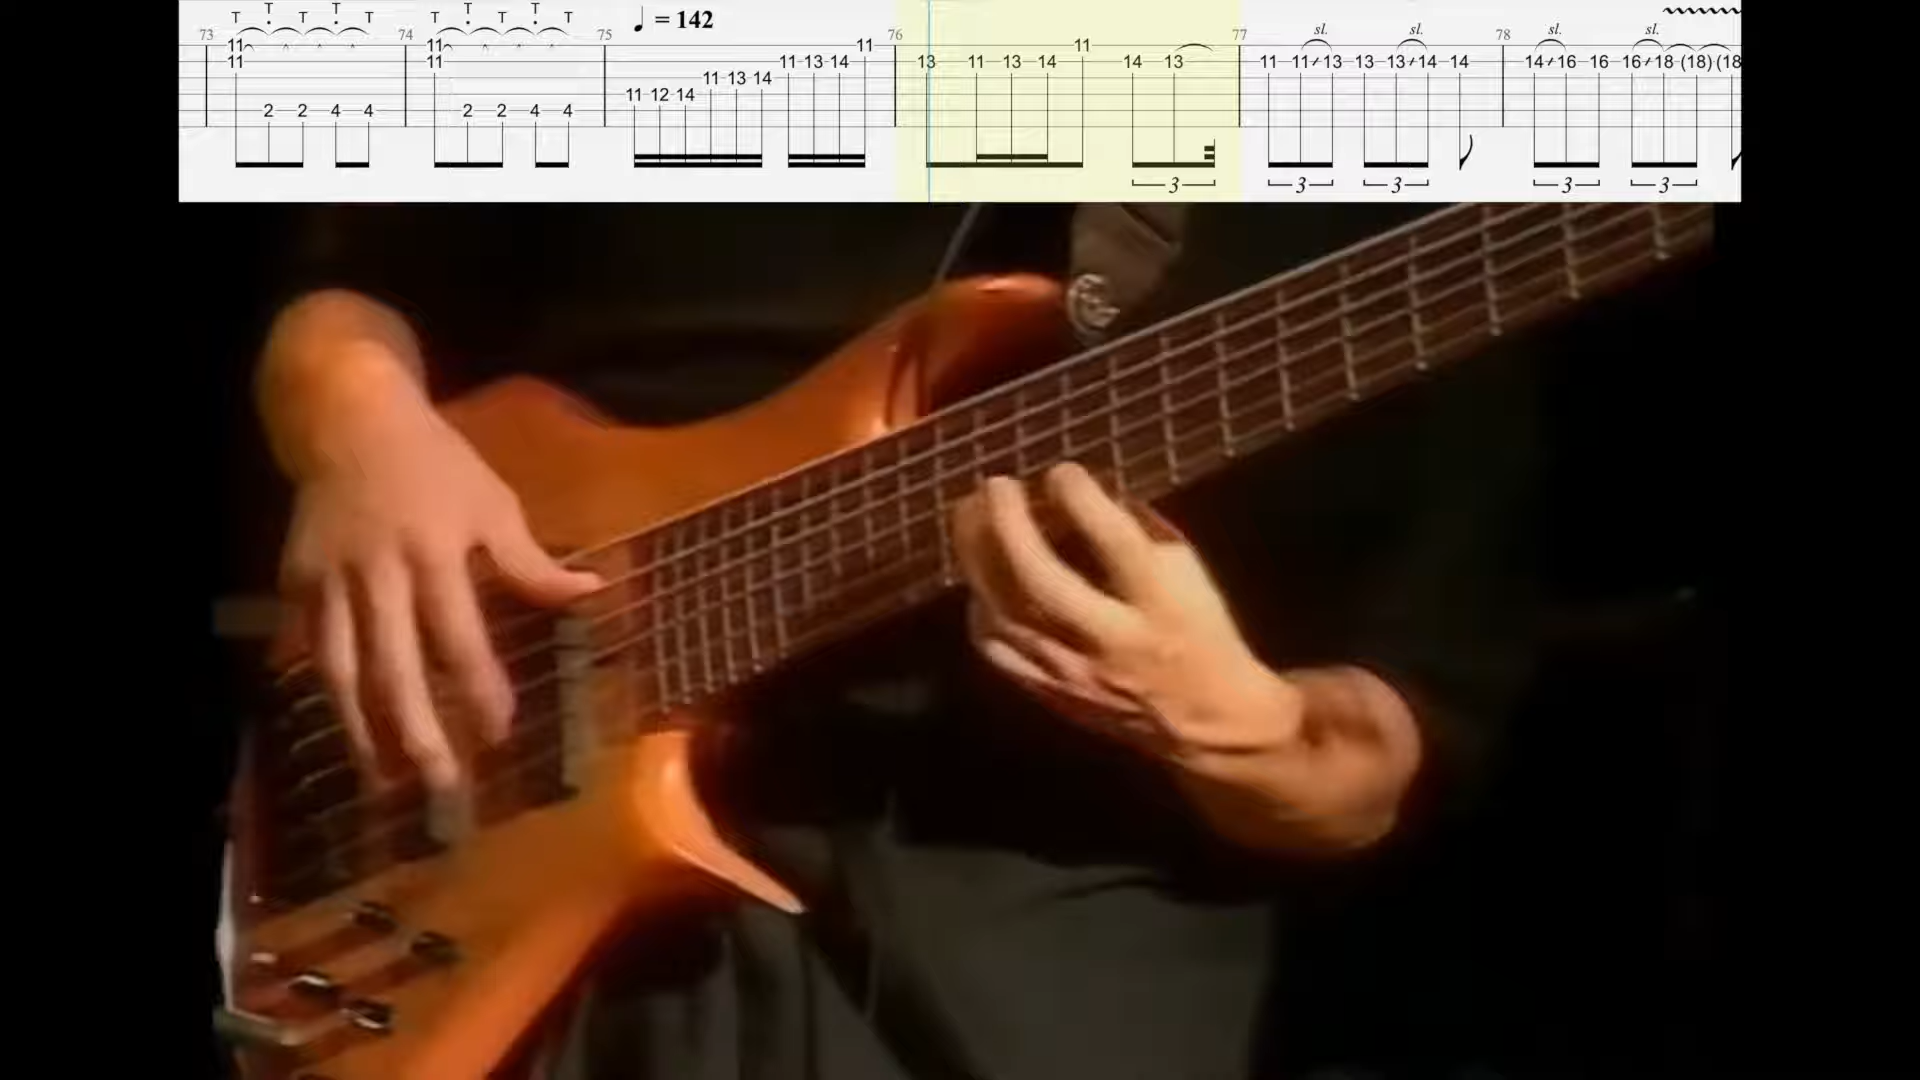 T T T T T T T T T T ♩ = 142
73 74 75 76 77 78
sl. sl. sl. sl.
11 11 11 11
11 11 11 13 14 13 11 13 14 14 13 11 11 13 13 13 14 14 14 16 16 16 18 (18) (18
11 13 14
11 12 14
2 2 4 4 2 2 4 4
3 3 3 3 3